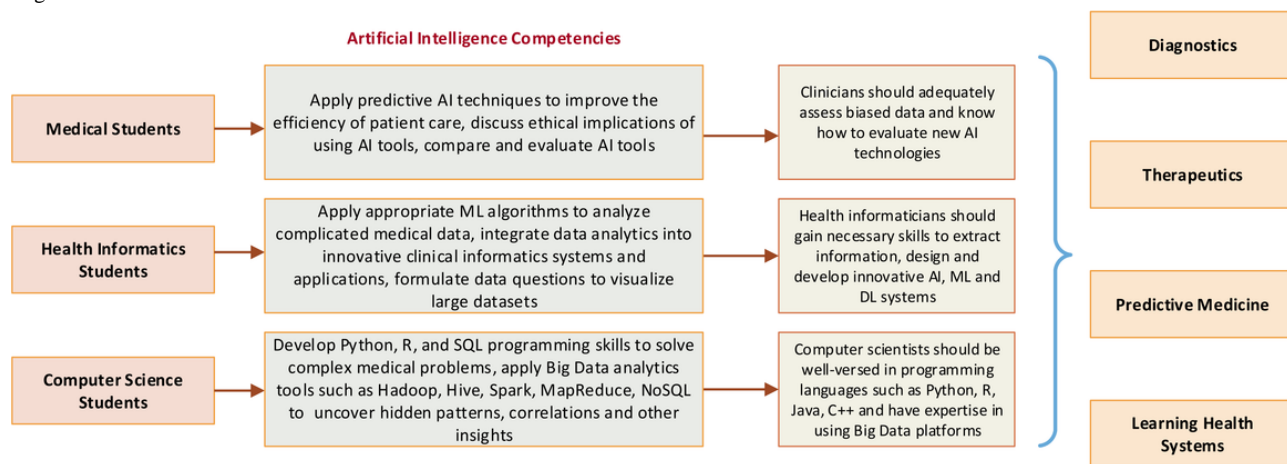 Artificial Intelligence Competencies
Medical Students
Apply predictive AI techniques to improve the
efficiency of patient care, discuss ethical implications of
using AI tools, compare and evaluate AI tools
Clinicians should adequately
assess biased data and know
how to evaluate new AI
technologies
Health Informatics
Students
Apply appropriate ML algorithms to analyze
complicated medical data, integrate data analytics into
innovative clinical informatics systems and
applications, formulate data questions to visualize
large datasets
Health informaticians should
gain necessary skills to extract
information, design and
develop innovative AI, ML and
DL systems
Computer Science
Students
Develop Python, R, and SQL programming skills to solve
complex medical problems, apply Big Data analytics
tools such as Hadoop, Hive, Spark, MapReduce, NoSQL
to uncover hidden patterns, correlations and other
insights
Computer scientists should be
well-versed in programming
languages such as Python, R,
Java, C++ and have expertise in
using Big Data platforms
Diagnostics
Therapeutics
Predictive Medicine
Learning Health
Systems